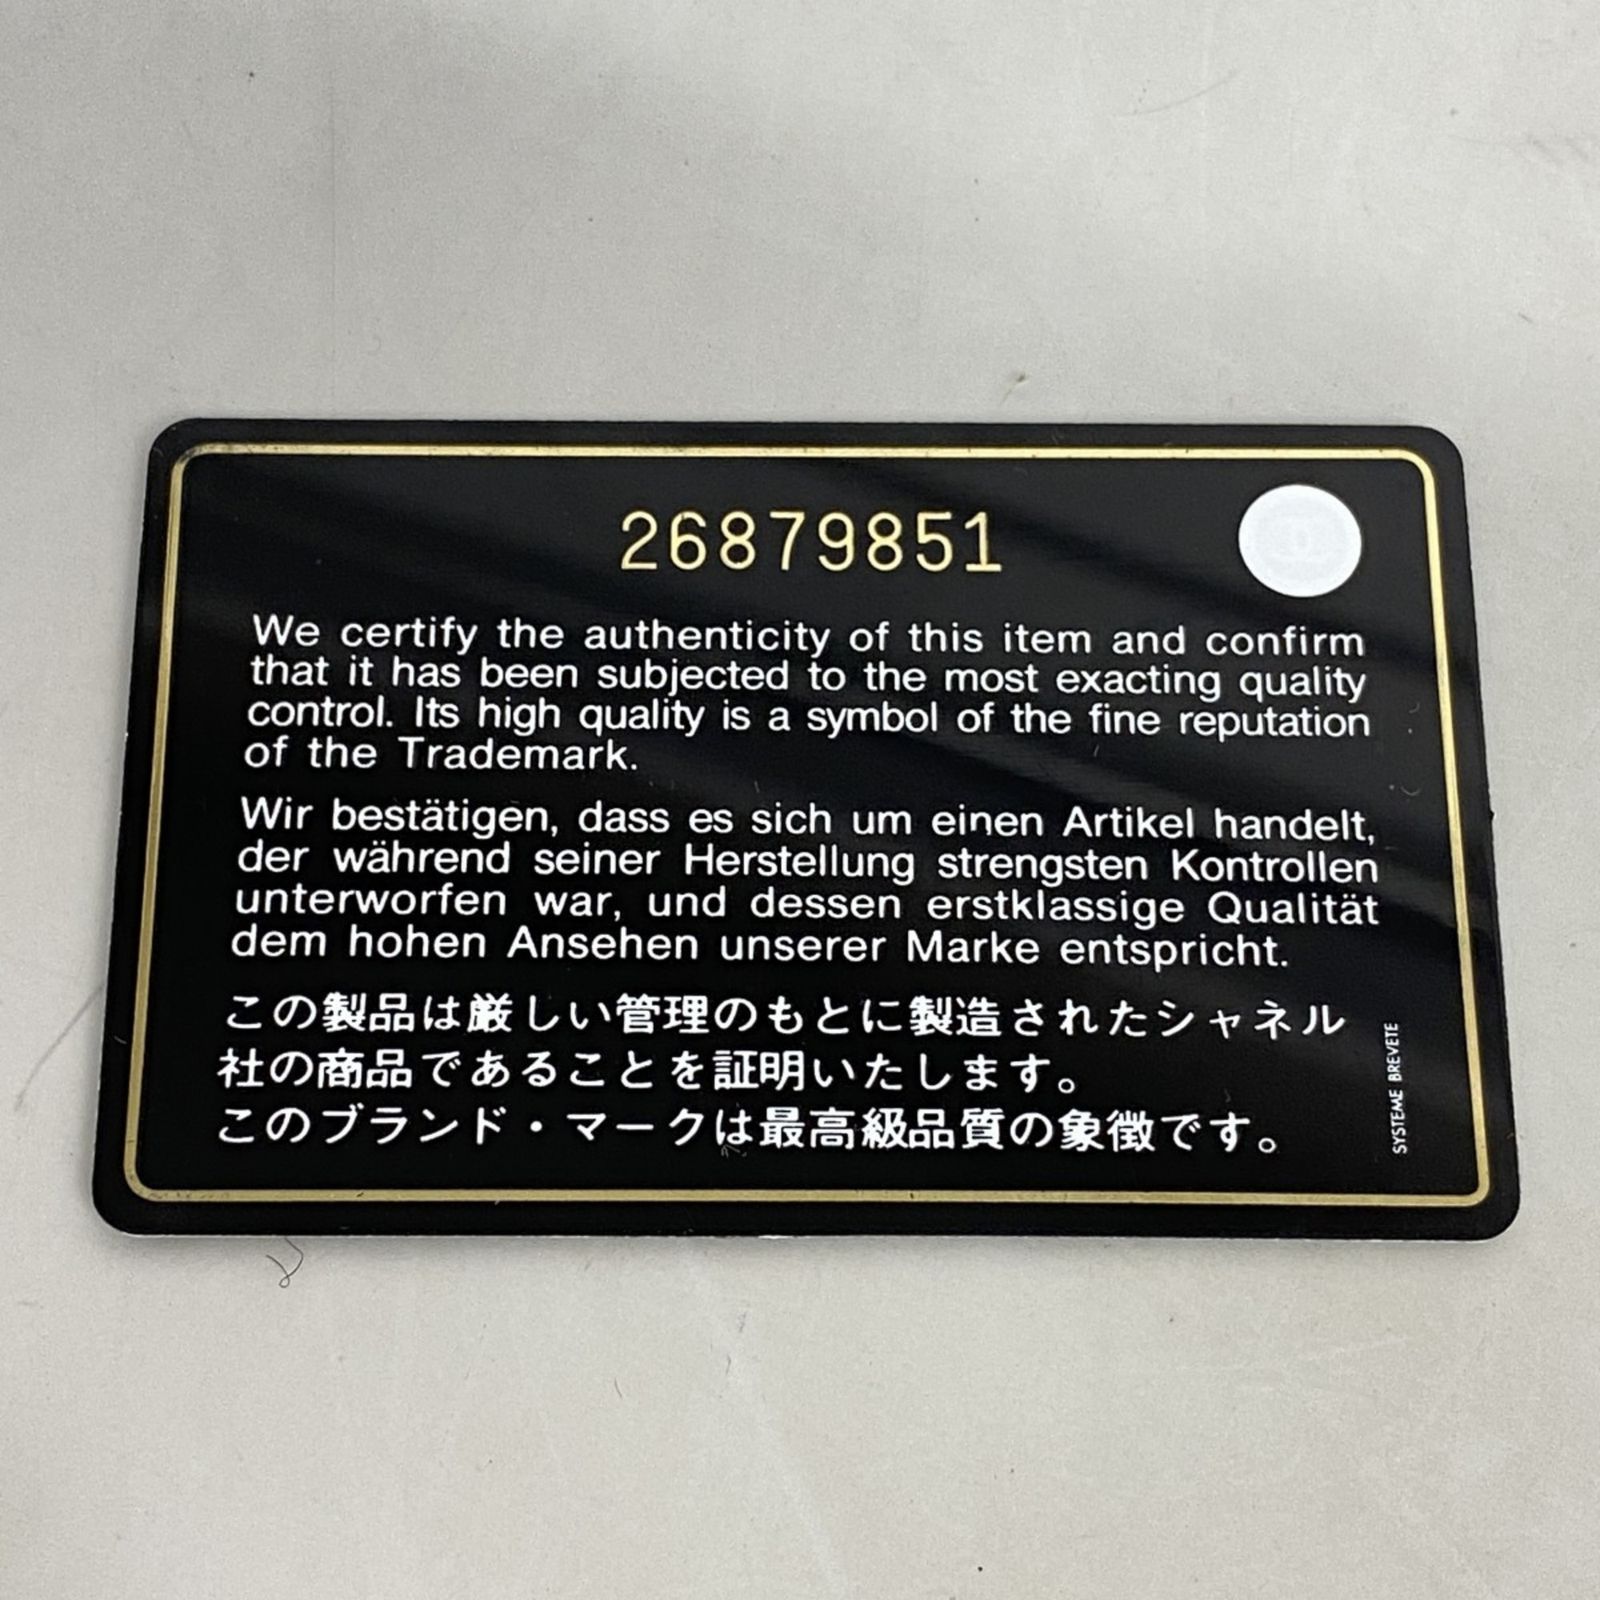 26879851
We certify the authenticity of this item and confirm
that it has been subjected to the most exacting quality
control. Its high quality is a symbol of the fine reputation
of the Trademark.
Wir bestätigen, dass es sich um einen Artikel handelt,
der während seiner Herstellung strengsten Kontrollen
unterworfen war, und dessen erstklassige Qualität
dem hohen Ansehen unserer Marke entspricht.
この製品は厳しい管理のもとに製造されたシャネル
社の商品であることを証明いたします。
このブランド・マークは最高級品質の象徴です。
SYSTEME BREVETE